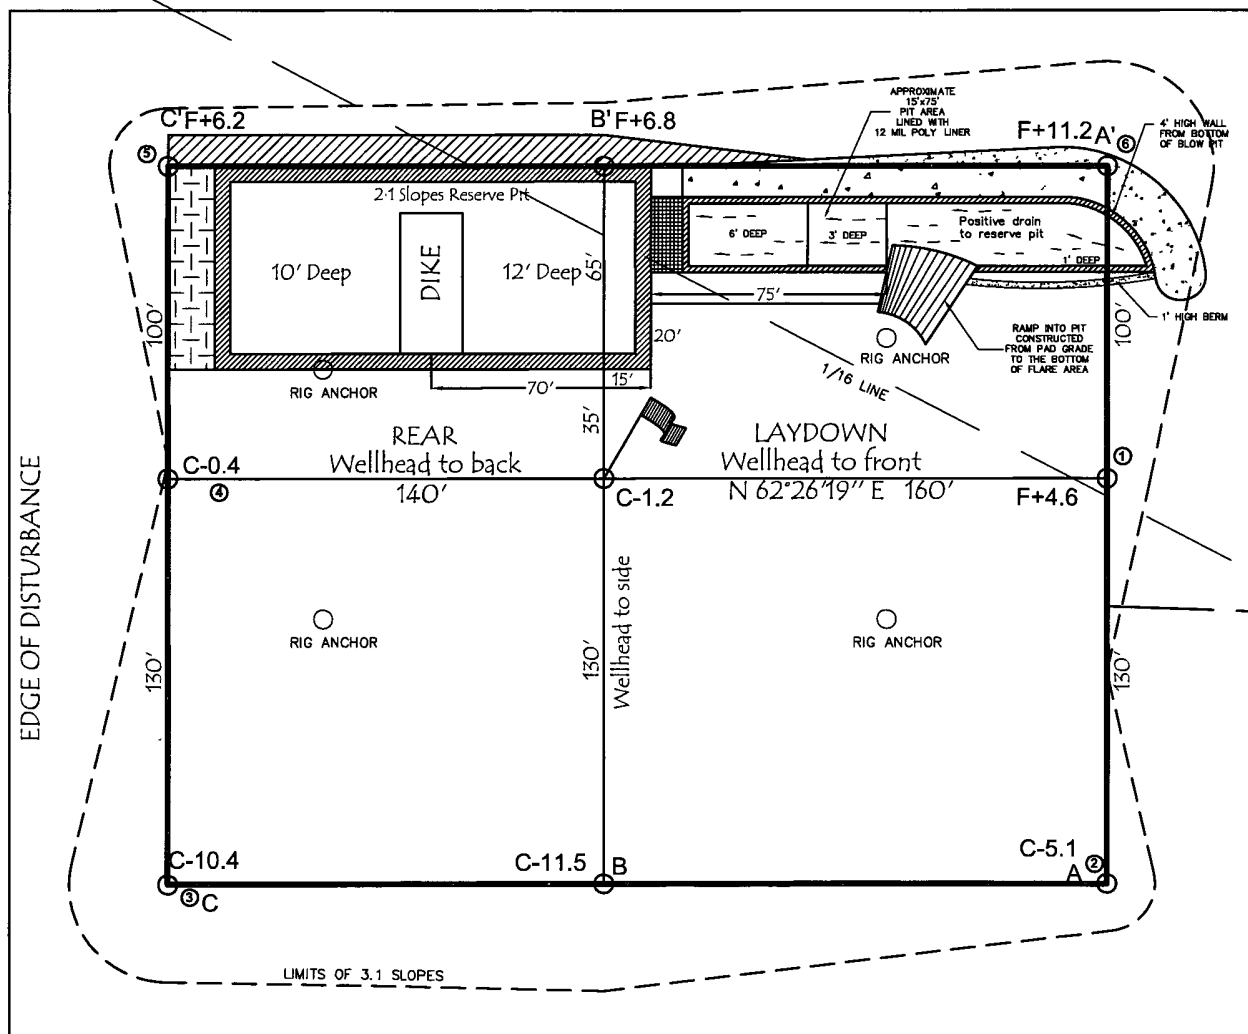 C'
F+6.2
B'
F+6.8
APPROXIMATE
15'x75'
PIT AREA
LINED WITH
12 MIL POLY LINER
F+11.2
A'
⑥
4' HIGH WALL
FROM BOTTOM
OF BLOW PIT
⑤
2:1 Slopes Reserve Pit
10' Deep
DIKE
12' Deep
65'
6' DEEP
3' DEEP
Positive drain
to reserve pit
1' DEEP
75'
1' HIGH BERM
100'
100'
20'
RAMP INTO PIT
CONSTRUCTED
FROM PAD GRADE
TO THE BOTTOM
OF FLARE AREA
RIG ANCHOR
RIG ANCHOR
15'
70'
1/16 LINE
35'
REAR
Wellhead to back
140'
LAYDOWN
Wellhead to front
N 62°26'19" E 160'
①
C-0.4
④
C-1.2
F+4.6
EDGE OF DISTURBANCE
RIG ANCHOR
RIG ANCHOR
130'
130'
Wellhead to side
130'
C-10.4
C-11.5
B
C-5.1
②
A
③
C
LIMITS OF 3.1 SLOPES